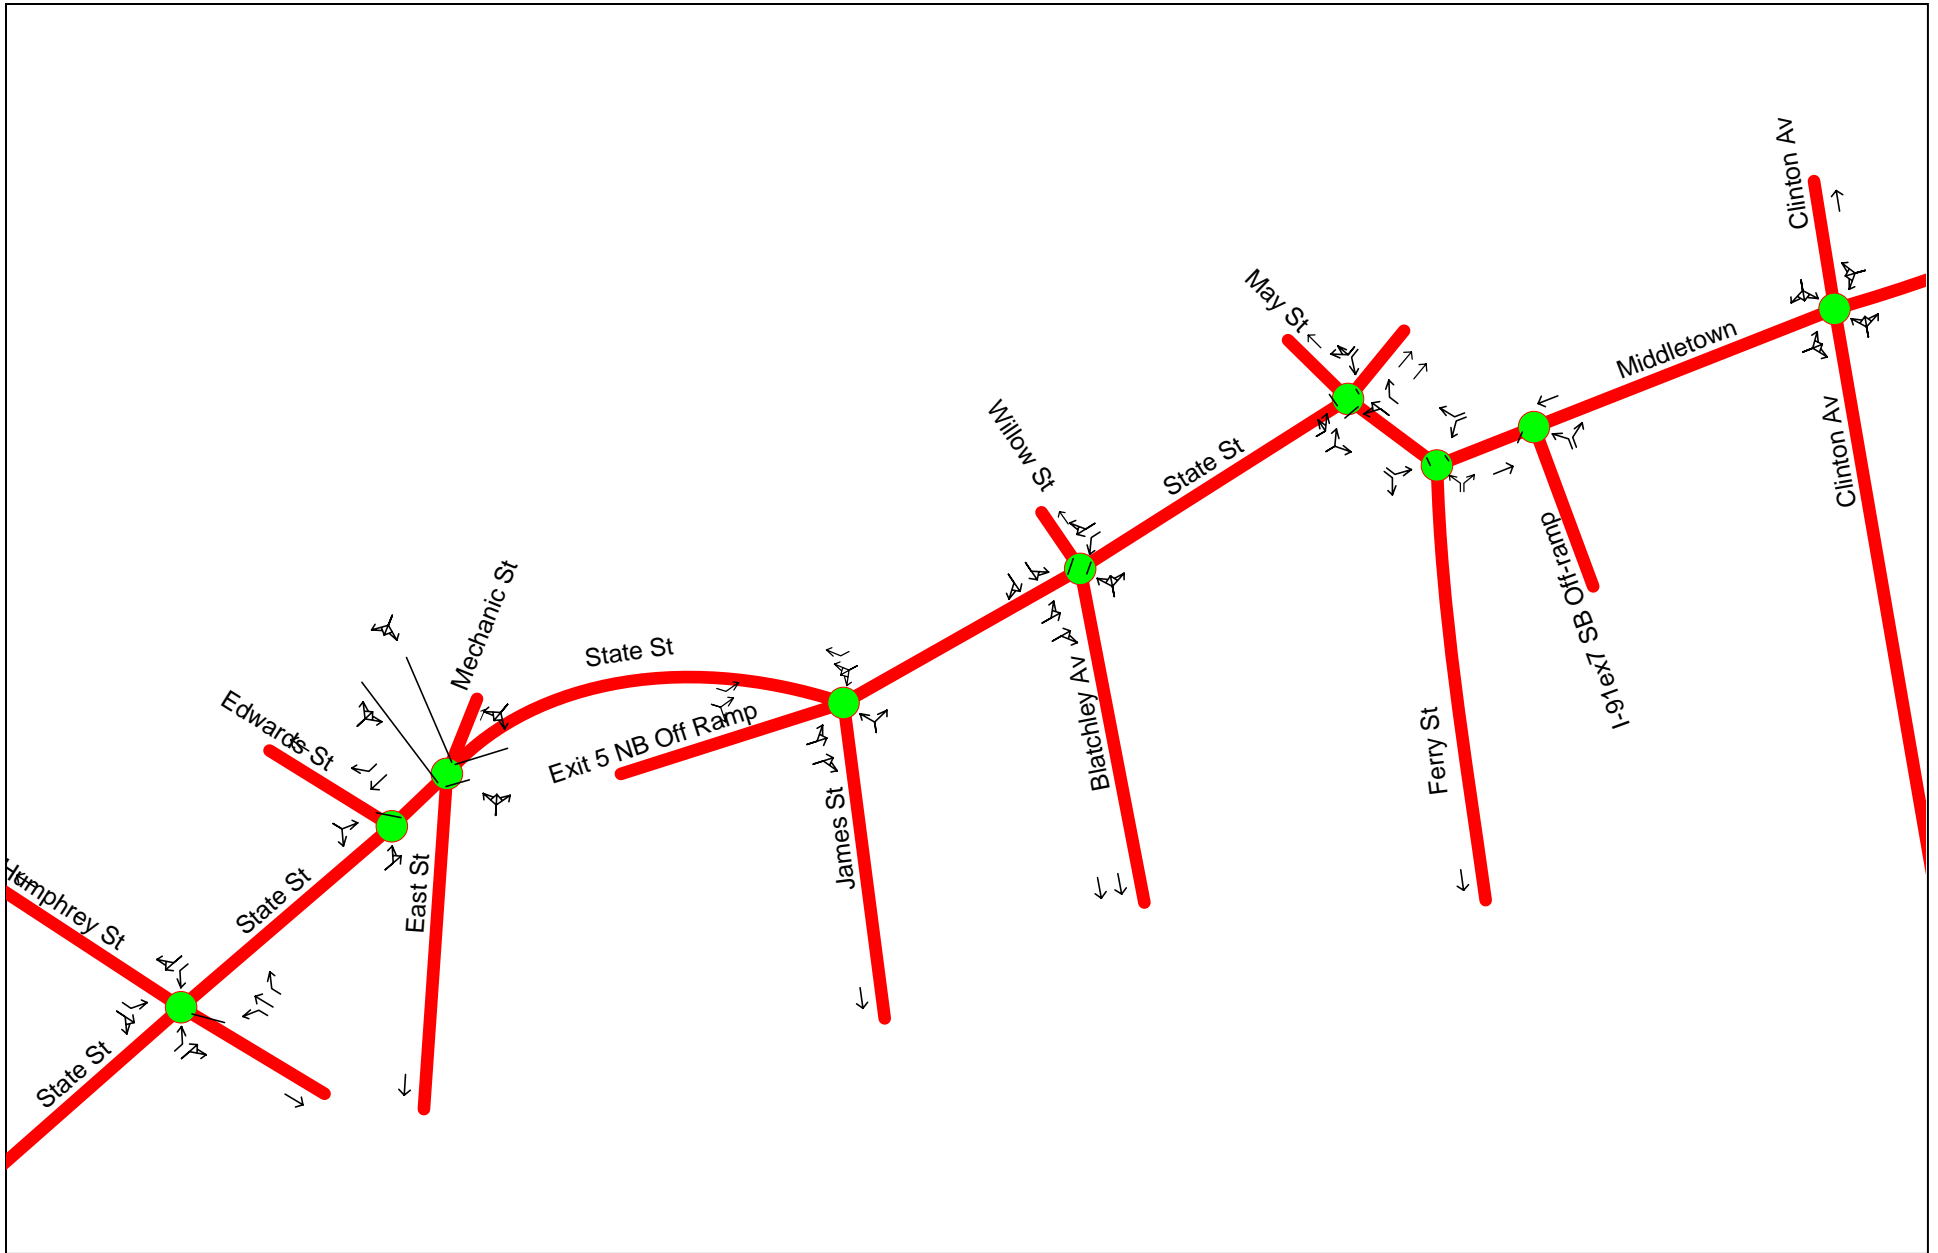 Clinton Av
May St
Middletown
Willow St
Clinton Av
State St
I-91ex7 SB Off-ramp
Mechanic St
State St
Edwards St
Exit 5 NB Off Ramp
Blatchley Av
Ferry St
James St
East St
State St
Humphrey St
State St